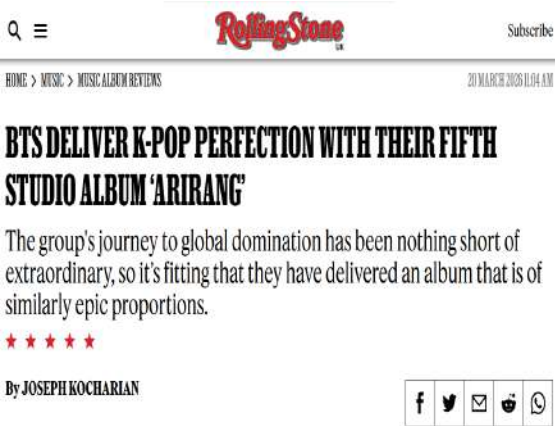 RollingStone
UK
Subscribe
HOME > MUSIC > MUSIC ALBUM REVIEWS
20 MARCH 2026 11:04 AM
BTS DELIVER K-POP PERFECTION WITH THEIR FIFTH
STUDIO ALBUM ‘ARIRANG’
The group's journey to global domination has been nothing short of
extraordinary, so it's fitting that they have delivered an album that is of
similarly epic proportions.
By JOSEPH KOCHARIAN